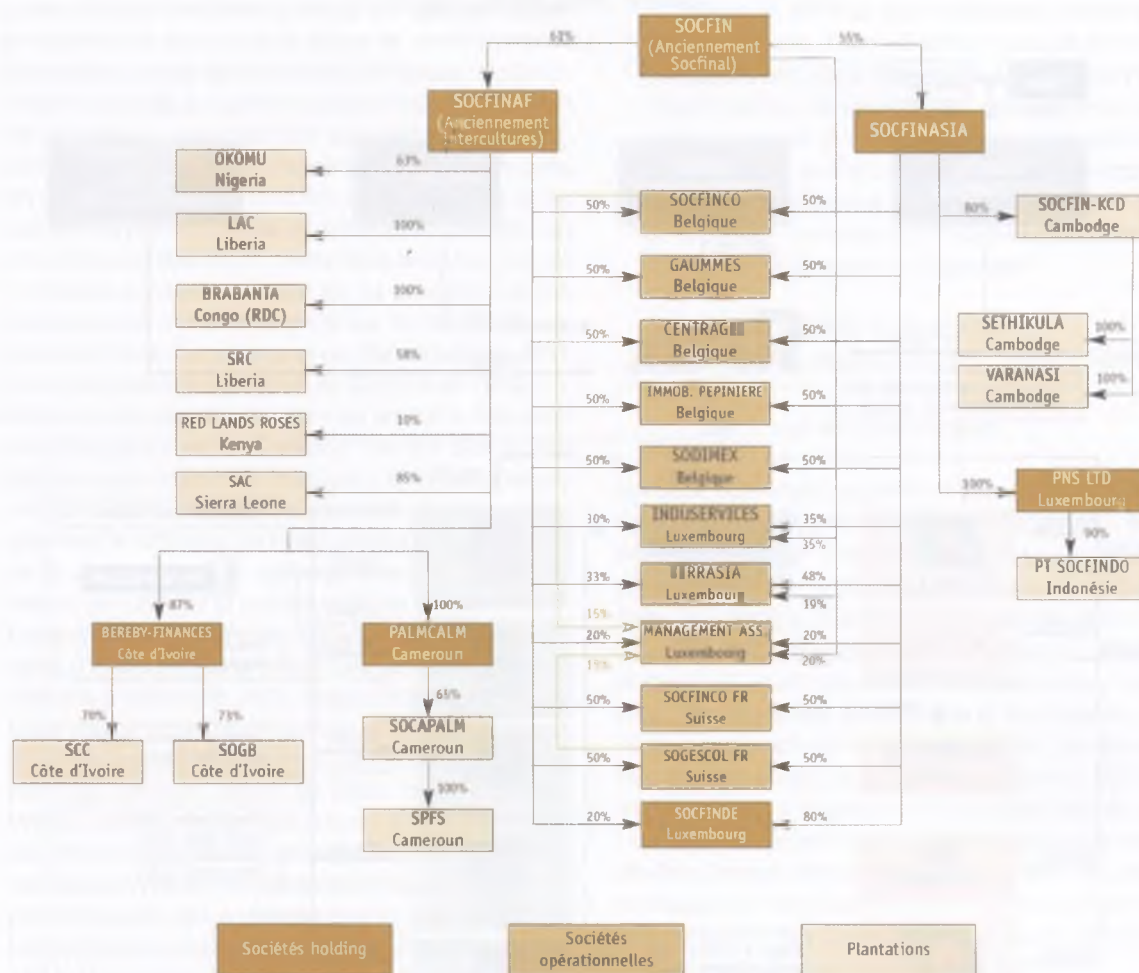 SOCFIN
(Anciennement
Socfinal)
62%
55%
SOCFINAF
(Anciennement
Intercultures)
SOCFINASIA
OKOMU
Nigeria
63%
LAC
Liberia
100%
BRABANTA
Congo (RDC)
100%
SRC
Liberia
58%
RED LANDS ROSES
Kenya
10%
SAC
Sierra Leone
85%
87%
BEREBY-FINANCES
Côte d'Ivoire
100%
PALMCALM
Cameroun
70%
SCC
Côte d'Ivoire
73%
SOGB
Côte d'Ivoire
65%
SOCAPALM
Cameroun
100%
SPFS
Cameroun
50%
SOCFINCO
Belgique
50%
50%
GAUMMES
Belgique
50%
50%
Belgique
50%
50%
IMMOB. PEPINIERE
Belgique
50%
50%
SODIMEX
Belgique
50%
30%
INDUSERVICES
Luxembourg
35%
35%
33%
48%
19%
15%
20%
15%
MANAGEMENT ASS.
Luxembourg
20%
20%
50%
SOCFINCO FR
Suisse
50%
50%
SOGESCOL FR
Suisse
50%
20%
SOCFINDE
Luxembourg
80%
80%
SOCFIN-KCD
Cambodge
SETHIKULA
Cambodge
100%
VARANASI
Cambodge
100%
100%
PNS LTD
Luxembourg
90%
PT SOCFINDO
Indonésie
Sociétés holding
Sociétés
opérationnelles
Plantations